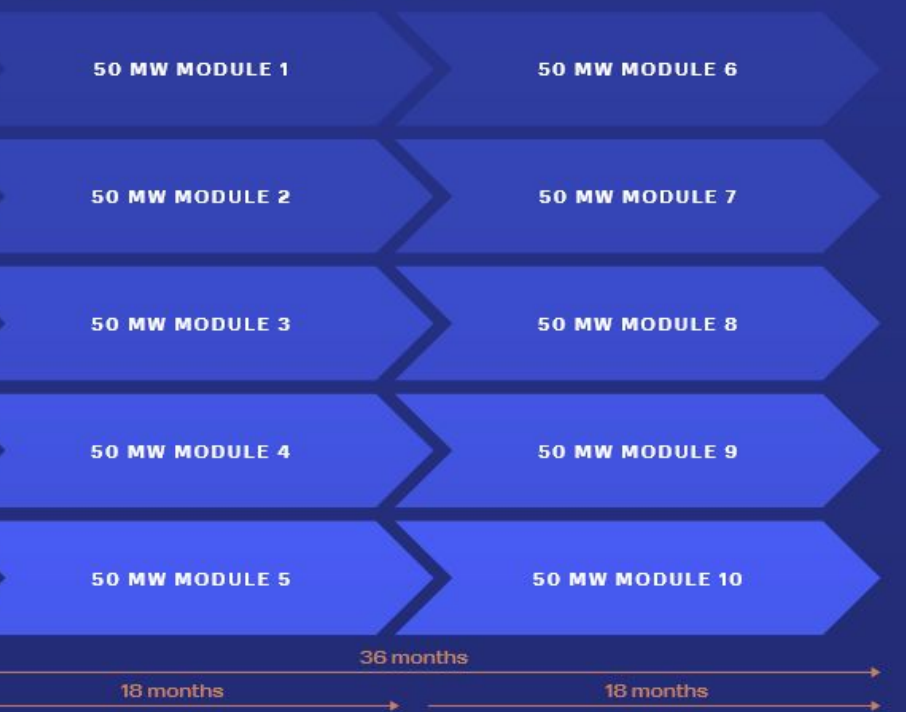 50 MW MODULE 1
50 MW MODULE 6
50 MW MODULE 2
50 MW MODULE 7
50 MW MODULE 3
50 MW MODULE 8
50 MW MODULE 4
50 MW MODULE 9
50 MW MODULE 5
50 MW MODULE 10
36 months
18 months
18 months